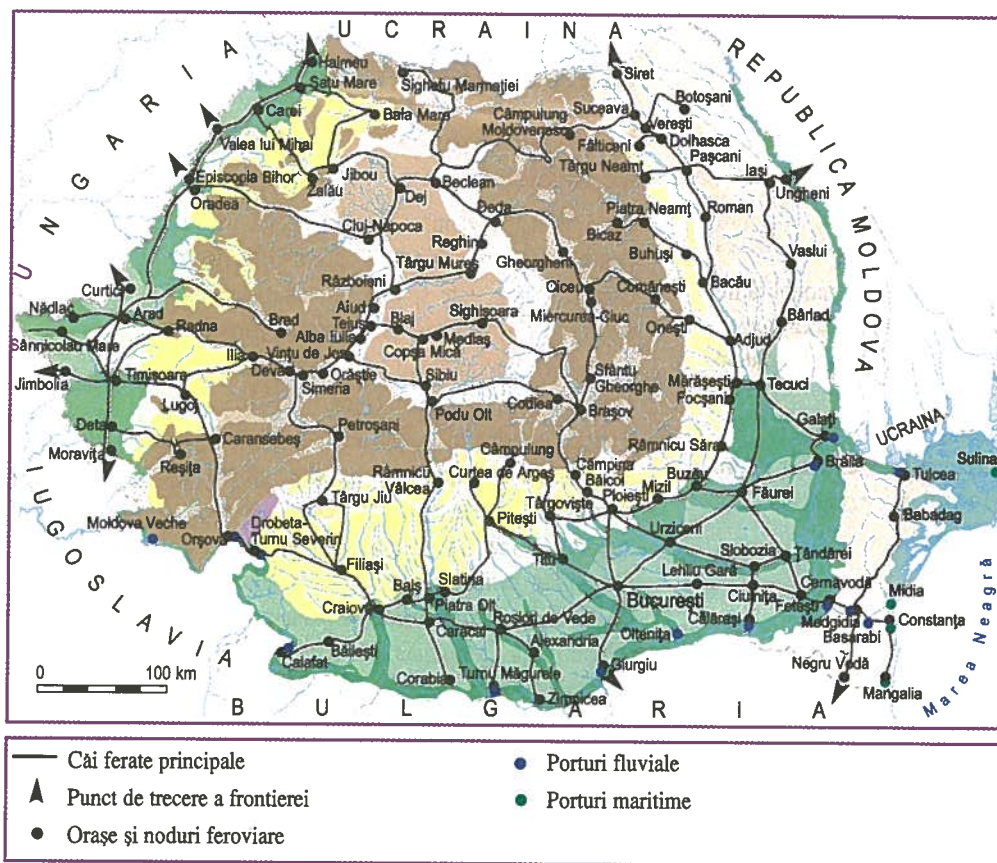 UCRAINA
UNGARIA
REPUBLICA MOLDOVA
Halmeu
Satu Mare
Sighetu Marmației
Siret
Carei
Baia Mare
Câmpulung
Moldovenesc
Suceava
Botoșani
Verești
Dolhasca
Fălticeni
Pașcani
Valea lui Mihai
Târgu Neamț
Iași
Ungheni
Episcopia Bihor
Zalău
Jibou
Dej
Beclean
Oradea
Deda
Piatra Neamț
Roman
Cluj-Napoca
Bicaz
Reghin
Buhuși
Vaslui
Târgu Mureș
Gheorgheni
Războieni
Bacău
Curtici
Ciceu
Comănești
Nădlac
Arad
Radna
Brad
Aiud
Teiuș
Blaj
Sighișoara
Miercurea-Ciuc
Onești
Bârlad
Alba Iulia
Mediaș
Adjud
Sânnicolau Mare
Ilia
Vințu de Jos
Copșa Mică
Jimbolia
Timișoara
Deva
Orăștie
Simeria
Sibiu
Sfântu
Gheorghe
Mărășești
Tecuci
Lugoj
Podu Olt
Codlea
Brașov
Focșani
Deta
Caransebeș
Petroșani
Galați
UCRAINA
Moravița
Reșița
Câmpulung
Râmnicu Săra
Brăila
Sulina
Râmnicu
Vâlcea
Curtea de Argeș
Câmpina
Băicoi
Buzău
Tulcea
Târgu Jiu
Târgoviște
Ploiești
Mizil
Făurei
IUGOSLAVIA
Moldova Veche
Orșova
Drobeta-
Turnu Severin
Pitești
Urziceni
Babadag
Filiași
Titu
Slobozia
Țăndărei
Balș
Slatina
Lehliu Gară
Ciulnița
Cernavodă
Midia
Craiova
Piatra Olt
București
Fetești
Medgidia
Constanța
Caracal
Roșiori de Vede
Călărași
Basarabi
Băilești
Alexandria
Oltenița
Calafat
Corabia
Turnu Măgurele
Giurgiu
Negru Vodă
Mangalia
Zimnicea
Marea Neagră
0 100 km
BULGARIA
Căi ferate principale
Punct de trecere a frontierei
Orașe și noduri feroviare
Porturi fluviale
Porturi maritime